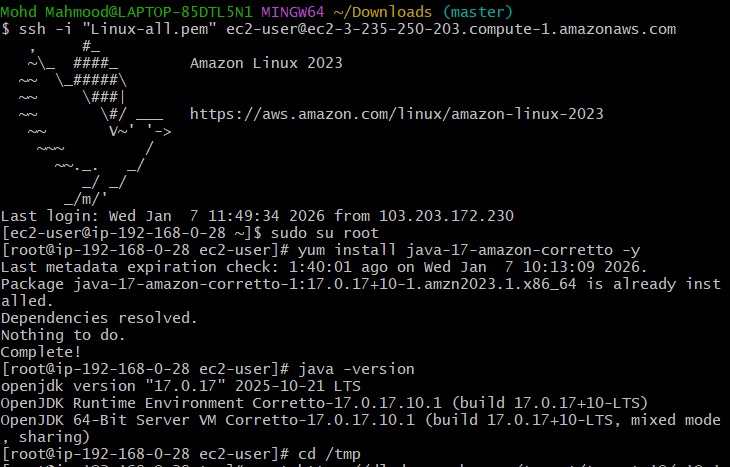 Mohd Mahmood@LAPTOP-85DTL5N1 MINGW64 ~/Downloads (master)
$ ssh -i "Linux-all.pem" ec2-user@ec2-3-235-250-203.compute-1.amazonaws.com
   ,     #_
   ~\_  ####_        Amazon Linux 2023
  ~~  \_#####\
  ~~     \###|
  ~~       \#/ ___   https://aws.amazon.com/linux/amazon-linux-2023
   ~~       V~' '->
    ~~~         /
      ~~._.   _/
         _/ _/
       _/m/'
Last login: Wed Jan  7 11:49:34 2026 from 103.203.172.230
[ec2-user@ip-192-168-0-28 ~]$ sudo su root
[root@ip-192-168-0-28 ec2-user]# yum install java-17-amazon-corretto -y
Last metadata expiration check: 1:40:01 ago on Wed Jan  7 10:13:09 2026.
Package java-17-amazon-corretto-1:17.0.17+10-1.amzn2023.1.x86_64 is already inst
alled.
Dependencies resolved.
Nothing to do.
Complete!
[root@ip-192-168-0-28 ec2-user]# java -version
openjdk version "17.0.17" 2025-10-21 LTS
OpenJDK Runtime Environment Corretto-17.0.17.10.1 (build 17.0.17+10-LTS)
OpenJDK 64-Bit Server VM Corretto-17.0.17.10.1 (build 17.0.17+10-LTS, mixed mode
, sharing)
[root@ip-192-168-0-28 ec2-user]# cd /tmp